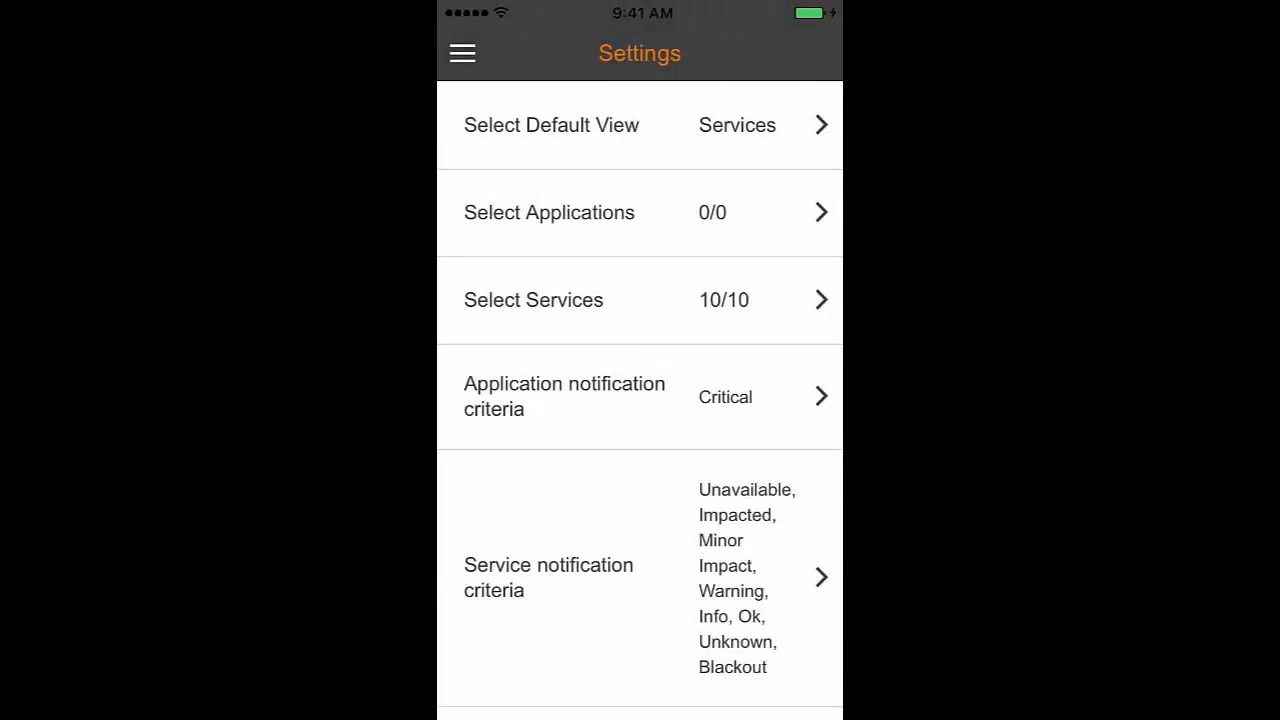 9:41 AM
Settings
Select Default View Services
Select Applications 0/0
Select Services 10/10
Application notification
criteria
Critical
Service notification
criteria
Unavailable,
Impacted,
Minor
Impact,
Warning,
Info, Ok,
Unknown,
Blackout